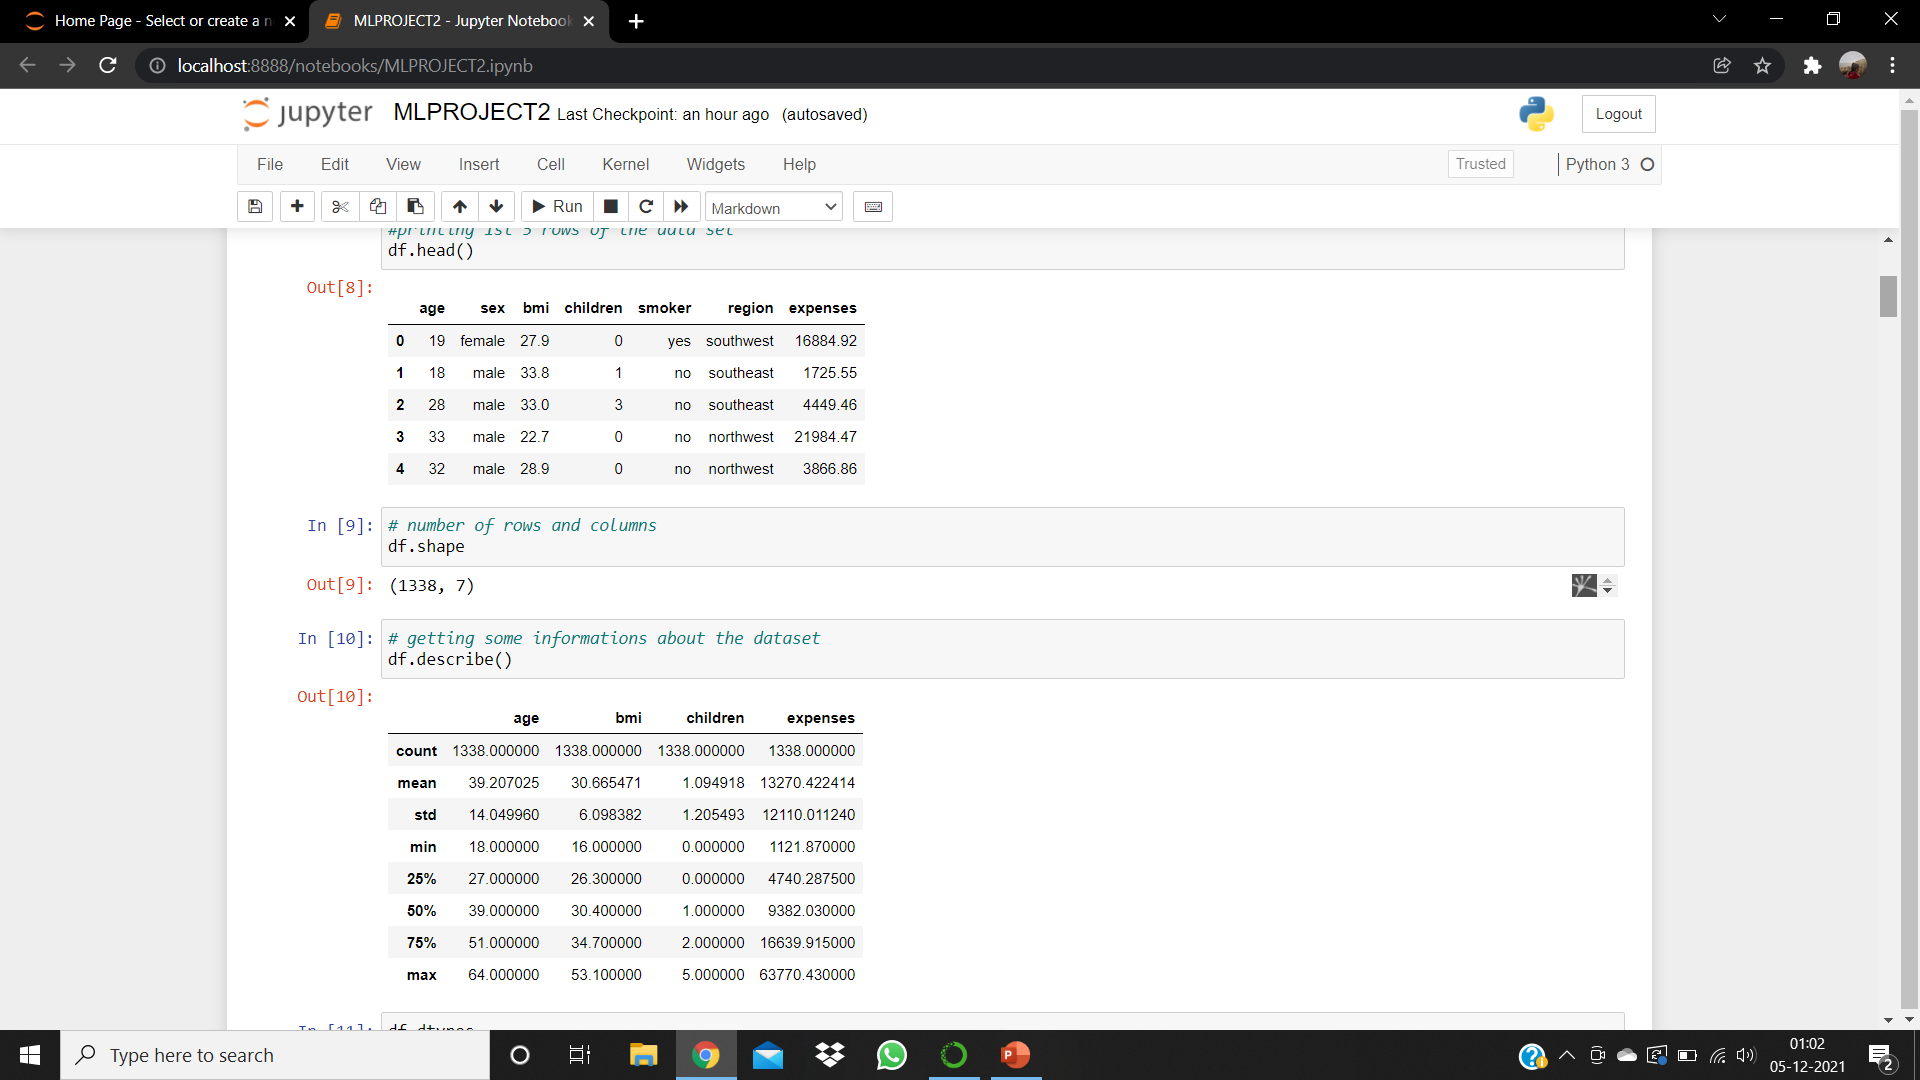 Home Page - Select or create a n
MLPROJECT2 - Jupyter Notebook
localhost:8888/notebooks/MLPROJECT2.ipynb
jupyter MLPROJECT2 Last Checkpoint: an hour ago (autosaved)
Logout
File Edit View Insert Cell Kernel Widgets Help
Trusted
Python 3
Run
Markdown
#printing 1st 5 rows of the data set
df.head()
Out[8]:
age sex bmi children smoker region expenses
0 19 female 27.9 0 yes southwest 16884.92
1 18 male 33.8 1 no southeast 1725.55
2 28 male 33.0 3 no southeast 4449.46
3 33 male 22.7 0 no northwest 21984.47
4 32 male 28.9 0 no northwest 3866.86
In [9]: # number of rows and columns
df.shape
Out[9]: (1338, 7)
In [10]: # getting some informations about the dataset
df.describe()
Out[10]:
age bmi children expenses
count 1338.000000 1338.000000 1338.000000 1338.000000
mean 39.207025 30.665471 1.094918 13270.422414
std 14.049960 6.098382 1.205493 12110.011240
min 18.000000 16.000000 0.000000 1121.870000
25% 27.000000 26.300000 0.000000 4740.287500
50% 39.000000 30.400000 1.000000 9382.030000
75% 51.000000 34.700000 2.000000 16639.915000
max 64.000000 53.100000 5.000000 63770.430000
In [11]: df.dtypes
Type here to search
01:02
05-12-2021
2